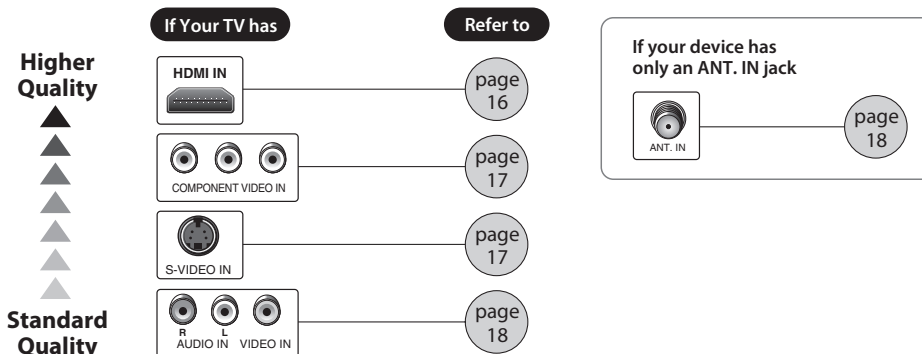 If Your TV has
Refer to
Higher
Quality
HDMI IN
page
16
COMPONENT VIDEO IN
page
17
S-VIDEO IN
page
17
Standard
Quality
R
L
AUDIO IN
VIDEO IN
page
18
If your device has
only an ANT. IN jack
ANT. IN
page
18